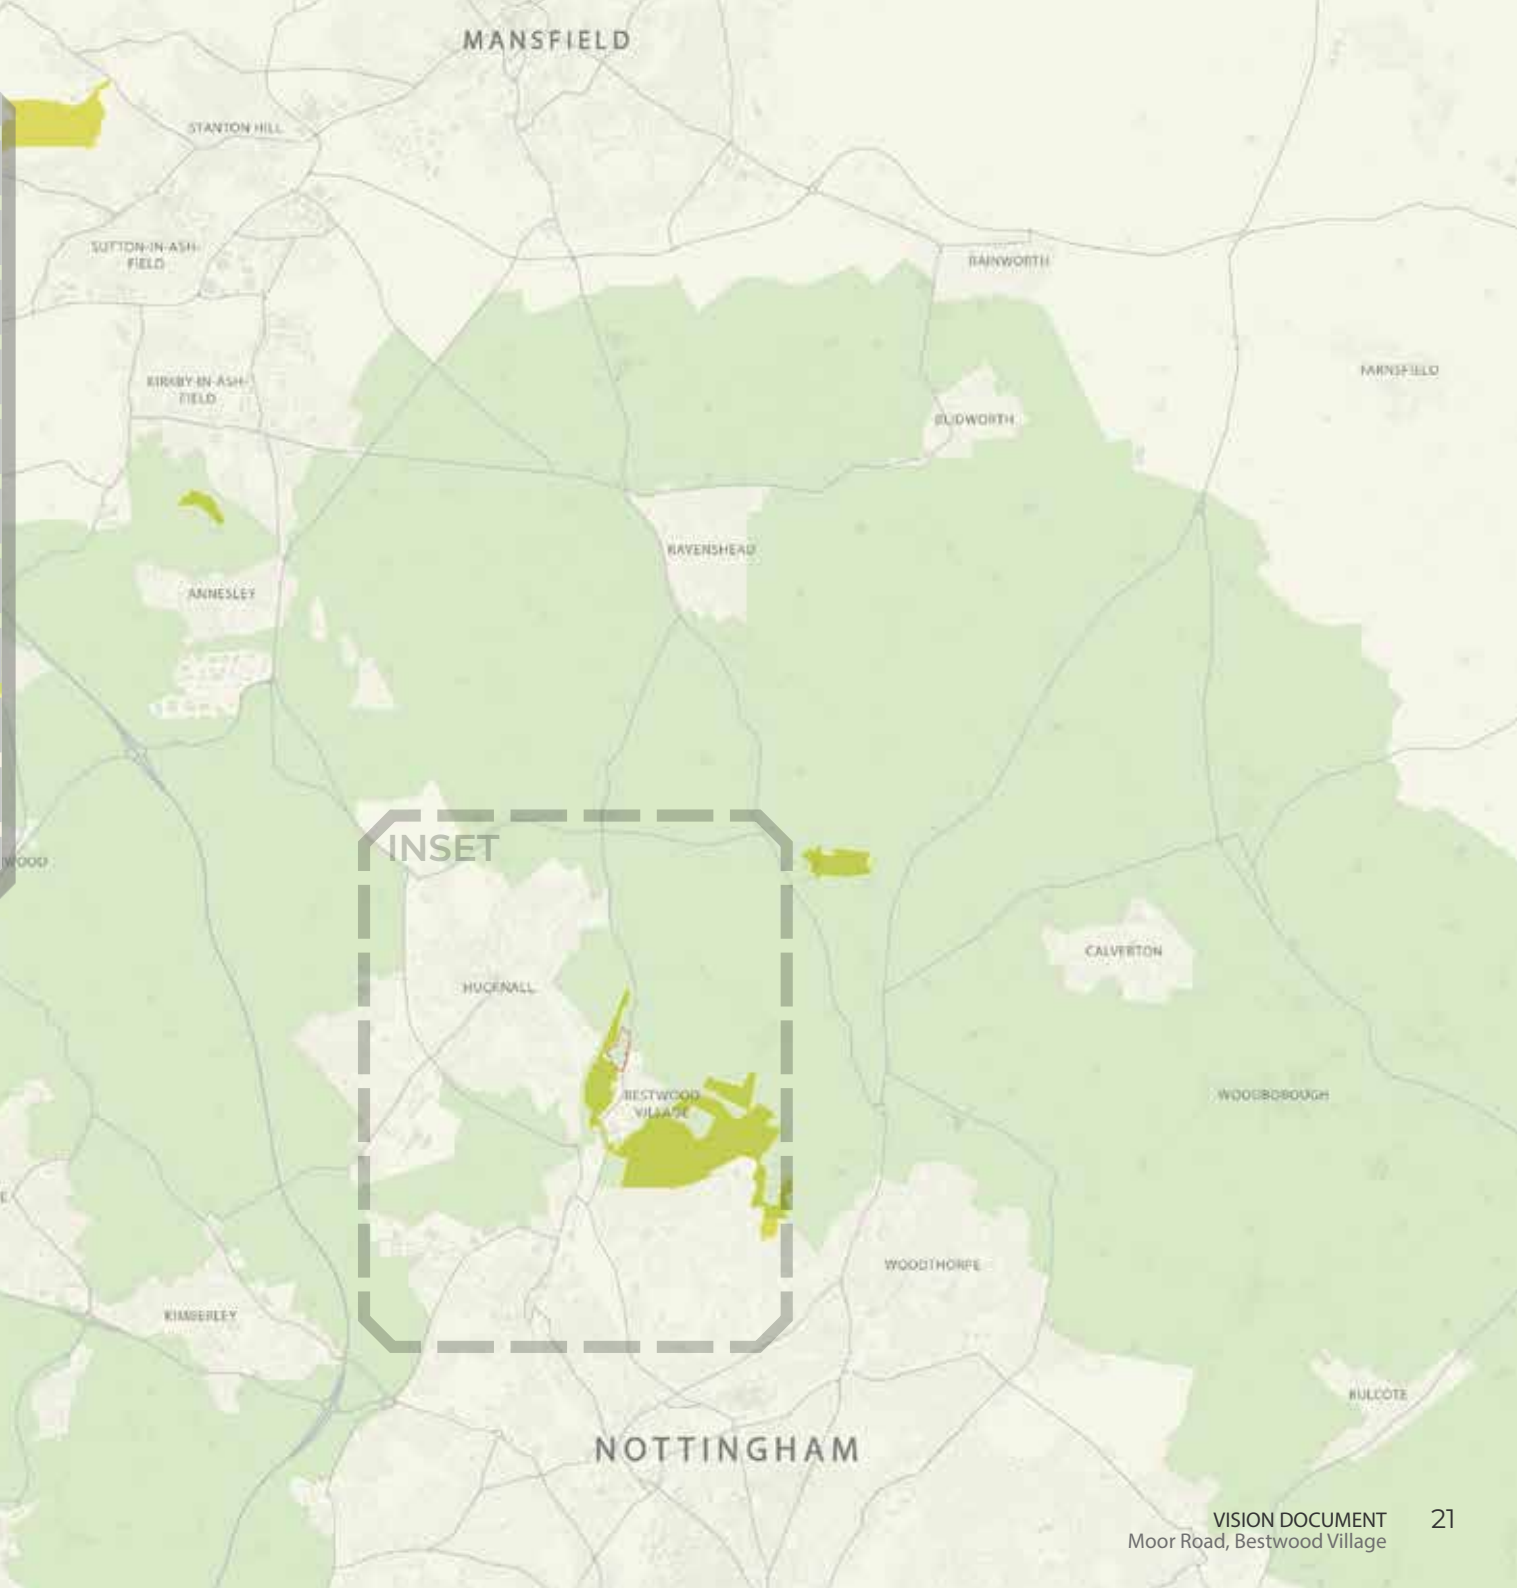 MANSFIELD
STANTON HILL
SUTTON-IN-ASH-
FIELD
RAINWORTH
FARNSFIELD
KIRKBY-IN-ASH-
FIELD
BLIDWORTH
RAVENSHEAD
ANNESLEY
INSET
WOOD
CALVERTON
HUCKNALL
BESTWOOD
VILLAGE
WOODBOROUGH
E
WOODTHORPE
KIMBERLEY
BULCOTE
NOTTINGHAM
VISION DOCUMENT 21
Moor Road, Bestwood Village